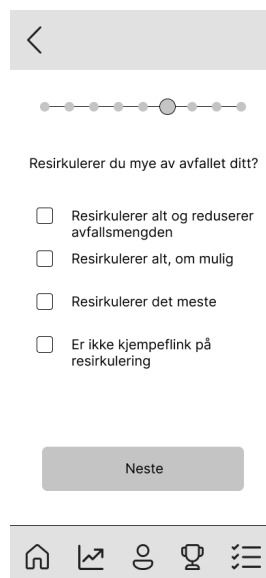 Resirkulerer du mye av avfallet ditt?
Resirkulerer alt og reduserer
avfallsmengden
Resirkulerer alt, om mulig
Resirkulerer det meste
Er ikke kjempeflink på
resirkulering
Neste